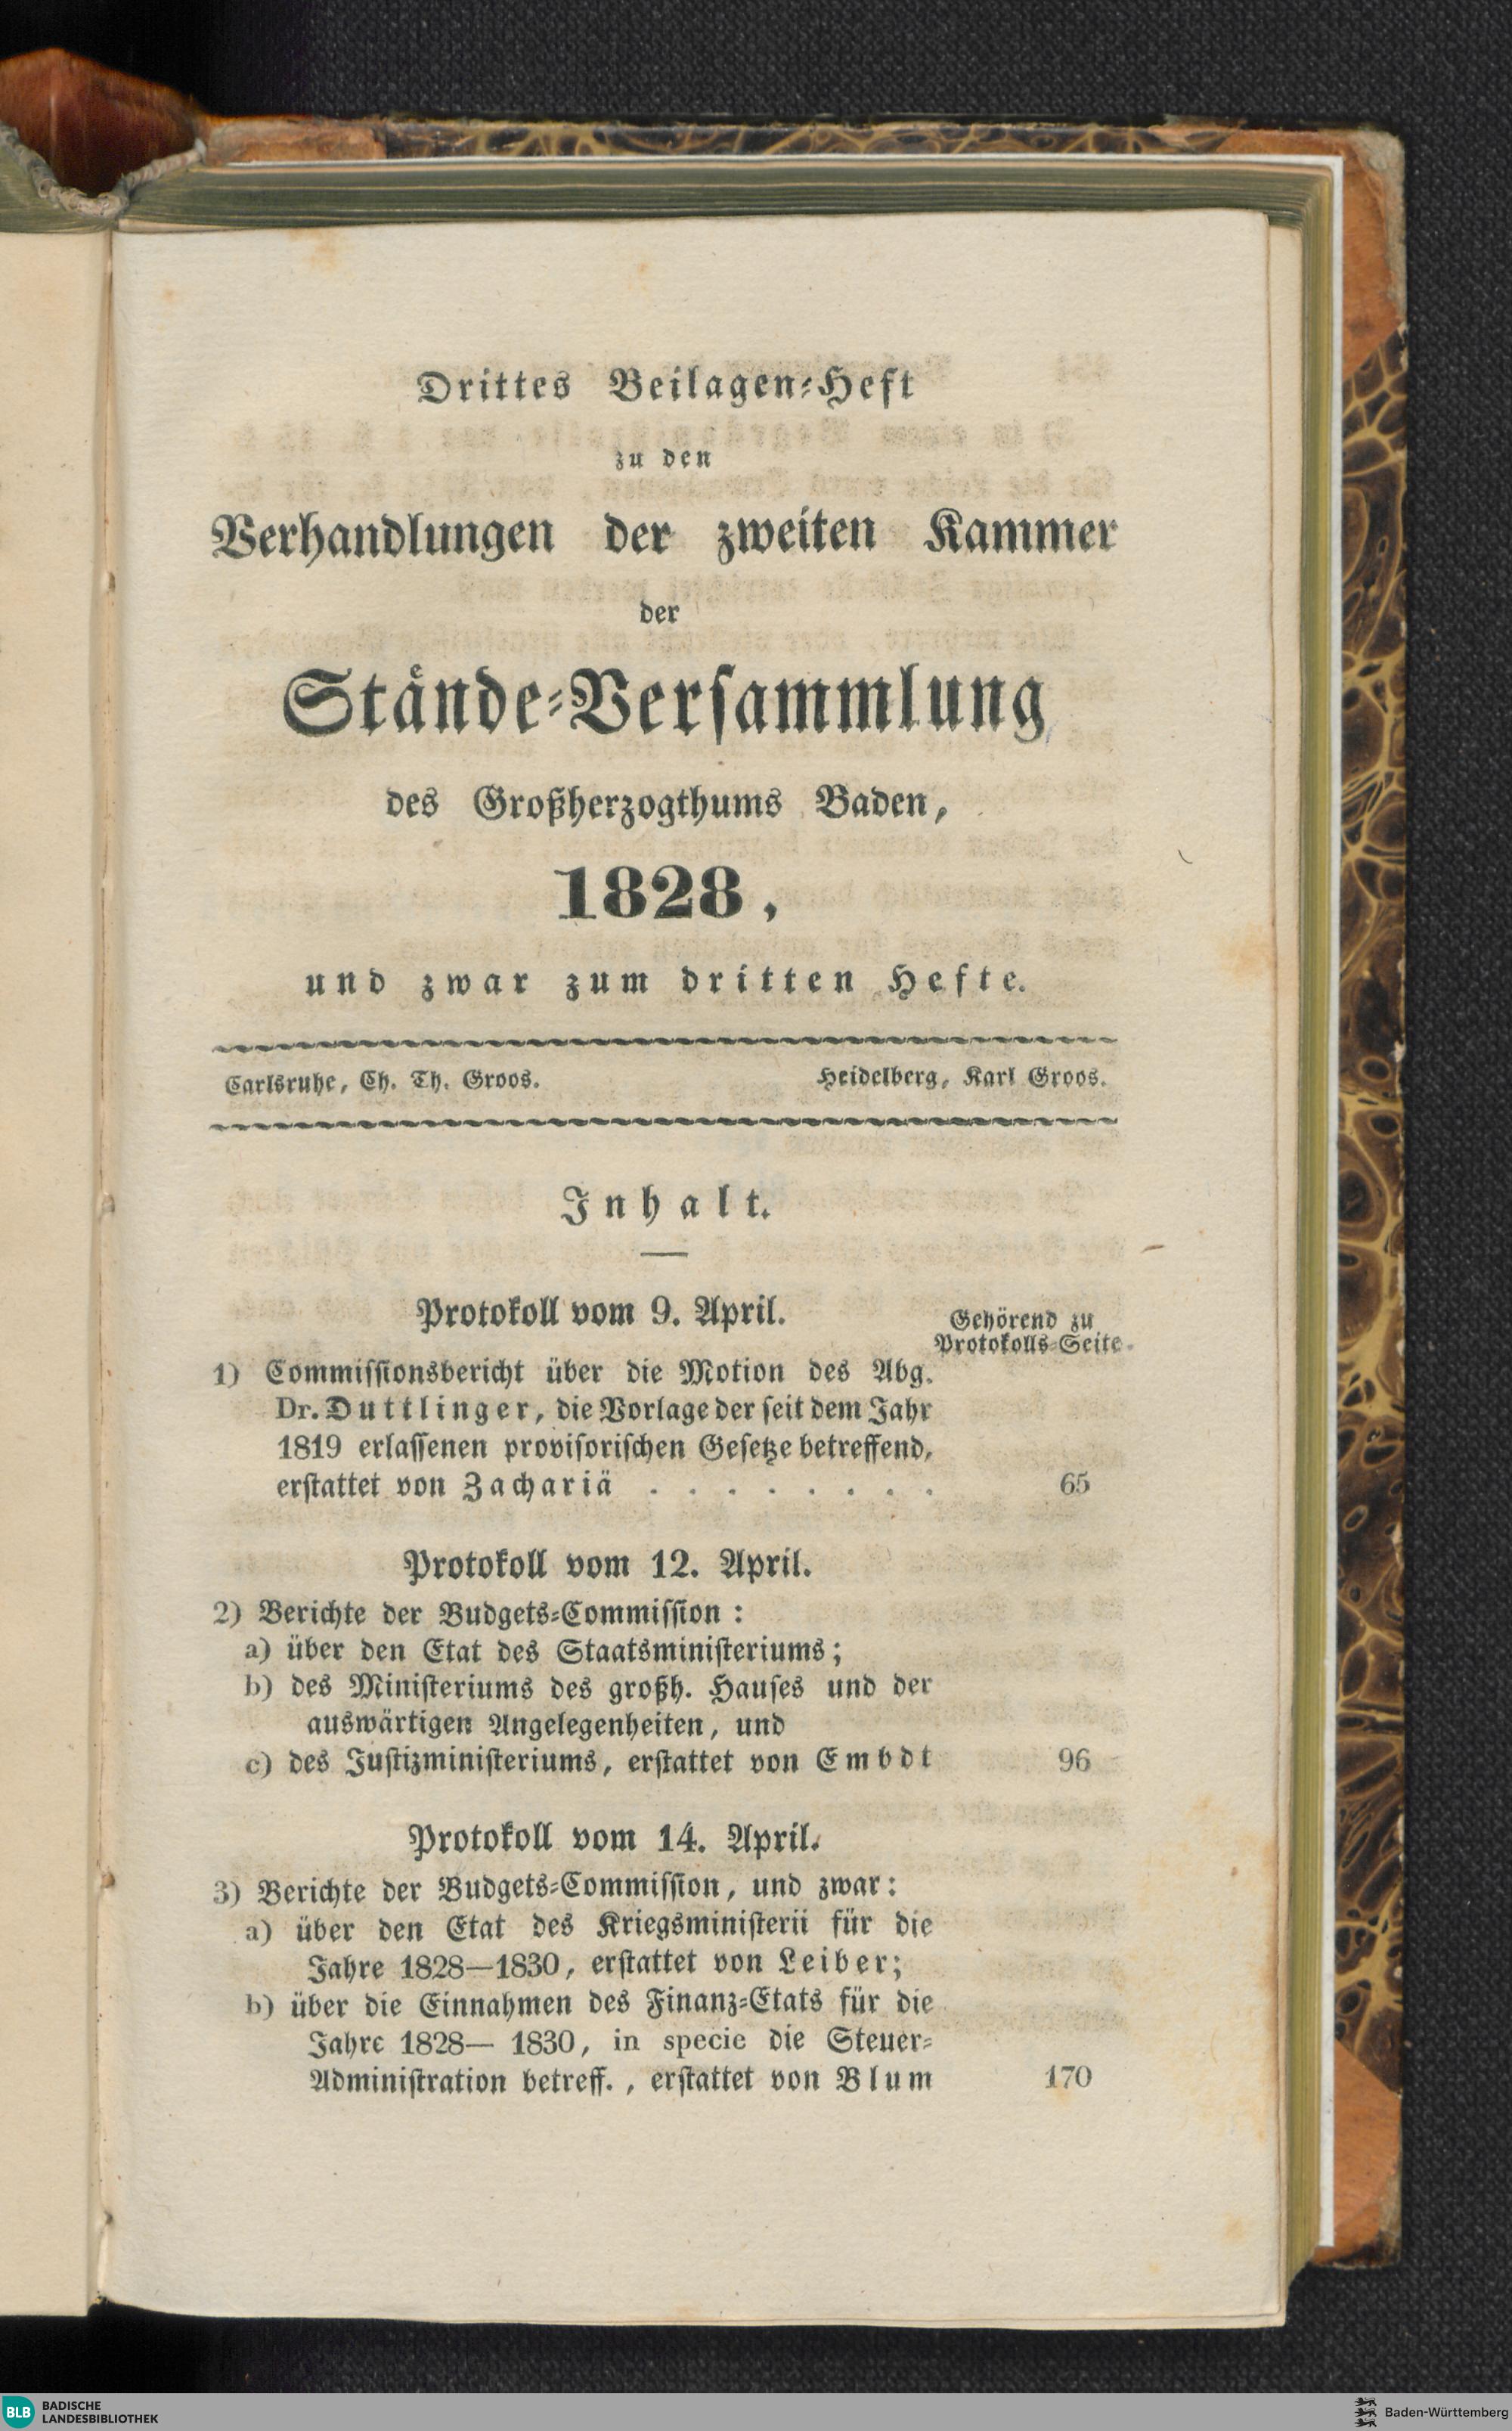 Drittes Beilagen-Heft
zu den
Verhandlungen der zweiten Kammer
der
Stände-Versammlung
des Großherzogthums Baden,
1828,
und zwar zum dritten Hefte.
Carlsruhe, Ch. Th. Groos. Heidelberg, Karl Groos.
Inhalt.
Protokoll vom 9. April.
Gehörend zu
Protokolls-Seite.
1) Commissionsbericht über die Motion des Abg.
Dr. Duttlinger, die Vorlage der seit dem Jahr
1819 erlassenen provisorischen Gesetze betreffend,
erstattet von Zachariä . . . . . . . . 65
Protokoll vom 12. April.
2) Berichte der Budgets-Commission :
a) über den Etat des Staatsministeriums;
b) des Ministeriums des großh. Hauses und der
auswärtigen Angelegenheiten, und
c) des Justizministeriums, erstattet von Embdt 96
Protokoll vom 14. April.
3) Berichte der Budgets-Commission, und zwar:
a) über den Etat des Kriegsministerii für die
Jahre 1828—1830, erstattet von Leiber;
b) über die Einnahmen des Finanz-Etats für die
Jahre 1828— 1830, in specie die Steuer-
Administration betreff., erstattet von Blum 170
BLB BADISCHE
LANDESBIBLIOTHEK
Baden-Württemberg